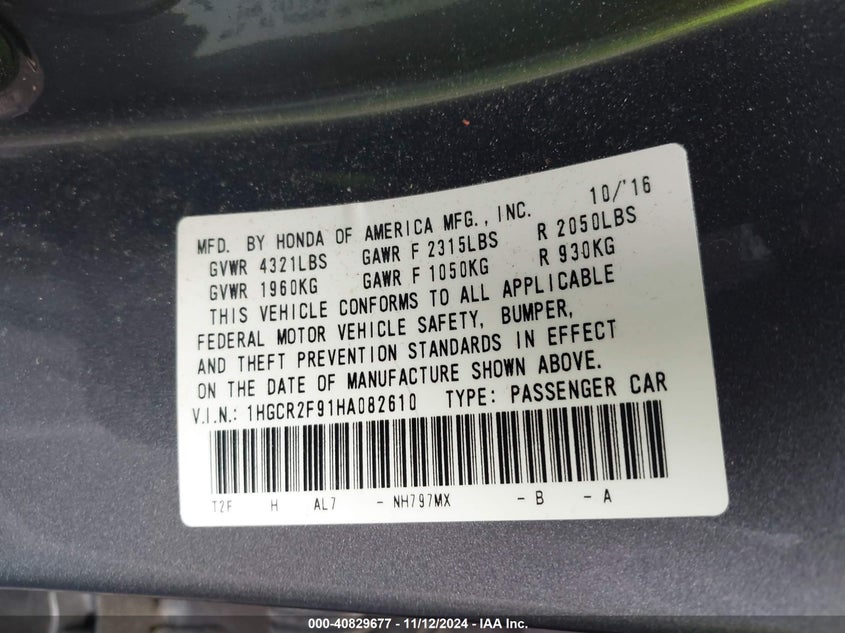 10/'16
MFD. BY HONDA OF AMERICA MFG., INC.
GVWR 4321LBS GAWR F 2315LBS R 2050LBS
GVWR 1960KG GAWR F 1050KG R 930KG
THIS VEHICLE CONFORMS TO ALL APPLICABLE
FEDERAL MOTOR VEHICLE SAFETY, BUMPER,
AND THEFT PREVENTION STANDARDS IN EFFECT
ON THE DATE OF MANUFACTURE SHOWN ABOVE.
V.I.N.: 1HGCR2F91HA082610 TYPE: PASSENGER CAR
T2F H AL7 - NH797MX - B - A
000-40829677 - 11/12/2024 - IAA Inc.